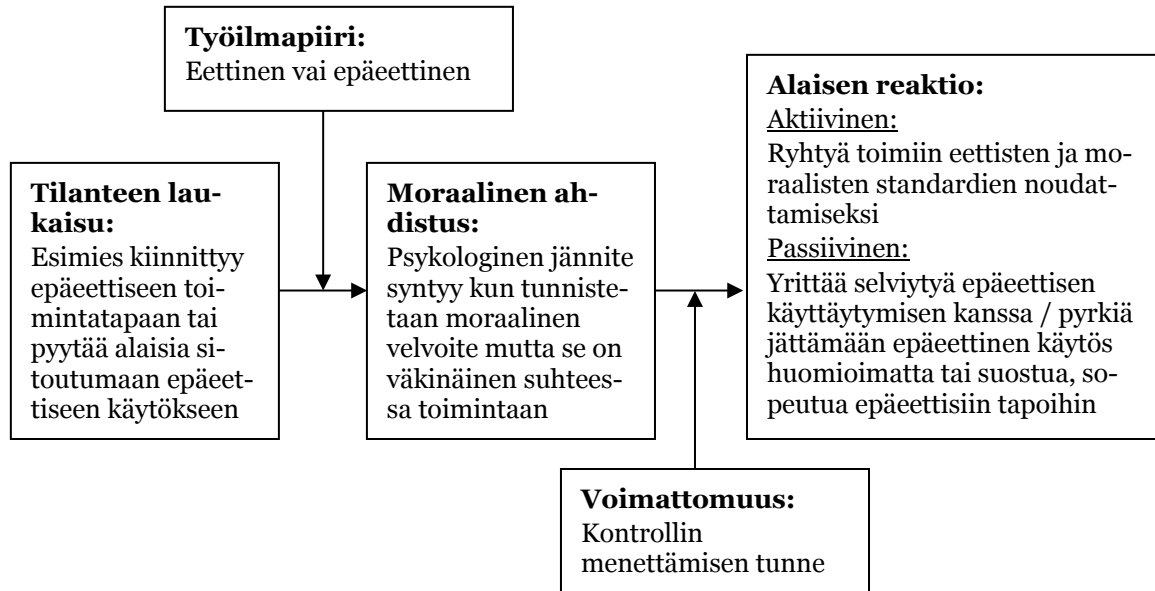 Työilmapiiri:
Eettinen vai epäeettinen
Tilanteen lau-
kaisu:
Esimies kiinnittyy
epäeettiseen toi-
mintatapaan tai
pyytää alaisia si-
toutumaan epäeet-
tiseen käytökseen
Moraalinen ah-
distus:
Psykologinen jännite
syntyy kun tunniste-
taan moraalinen
velvoite mutta se on
väkinäinen suhtees-
sa toimintaan
Alaisen reaktio:
Aktiivinen:
Ryhtyä toimiin eettisten ja mo-
raalisten standardien noudat-
tamiseksi
Passiivinen:
Yrittää selviytyä epäeettisen
käyttäytymisen kanssa / pyrkiä
jättämään epäeettinen käytös
huomioimatta tai suostua, so-
peutua epäeettisiin tapoihin
Voimattomuus:
Kontrollin
menettämisen tunne